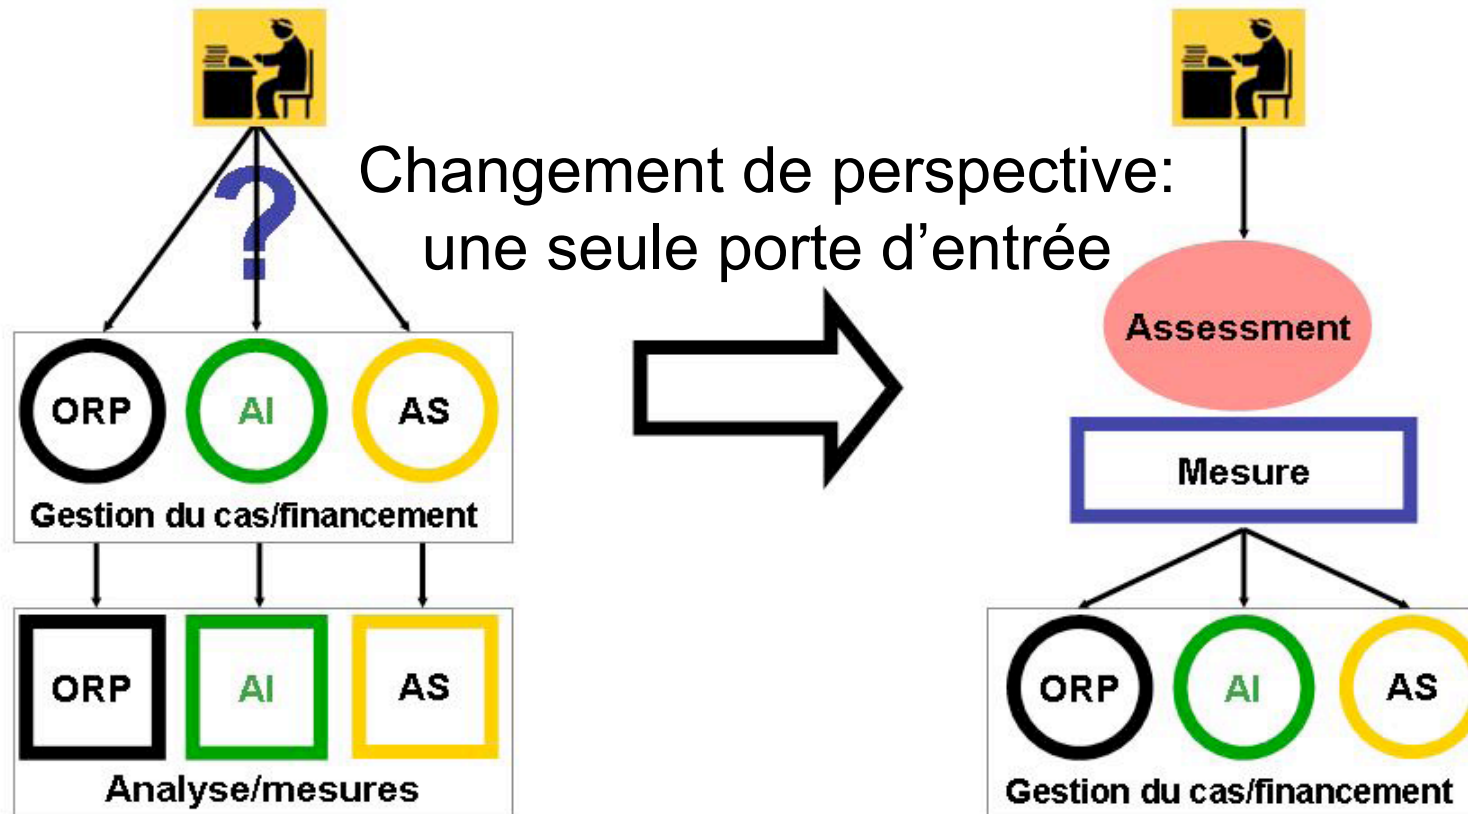 ?
Changement de perspective:
une seule porte d’entrée
ORP AI AS
Gestion du cas/financement
ORP AI AS
Analyse/mesures
Assessment
Mesure
ORP AI AS
Gestion du cas/financement